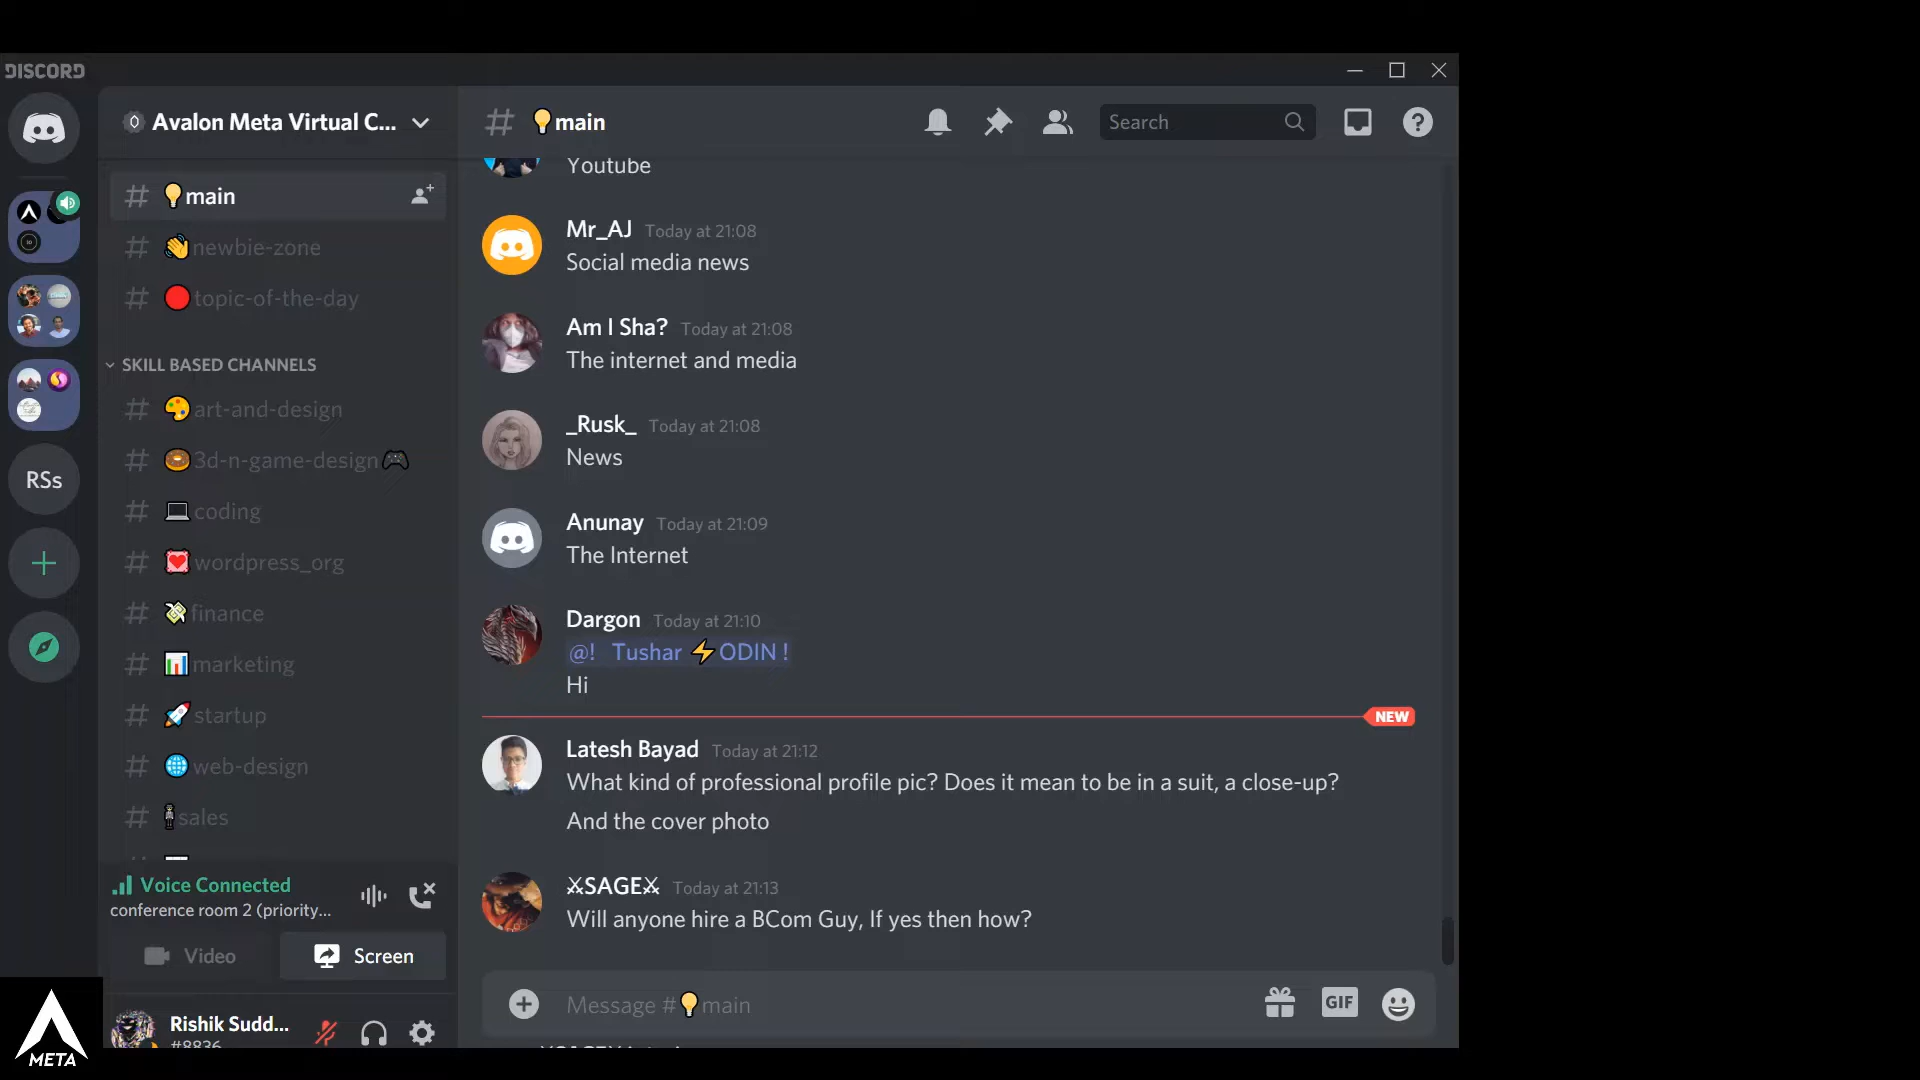 DISCORD
Avalon Meta Virtual C...
main
newbie-zone
topic-of-the-day
SKILL BASED CHANNELS
art-and-design
3d-n-game-design
coding
wordpress_org
finance
marketing
startup
web-design
sales
RSs
Voice Connected
conference room 2 (priority...
Video
Screen
Rishik Sudd...
#8836
META
# main
Search
Youtube
Mr_AJ Today at 21:08
Social media news
Am I Sha? Today at 21:08
The internet and media
_Rusk_ Today at 21:08
News
Anunay Today at 21:09
The Internet
Dargon Today at 21:10
@! Tushar ⚡ODIN !
Hi
NEW
Latesh Bayad Today at 21:12
What kind of professional profile pic? Does it mean to be in a suit, a close-up?
And the cover photo
⚔SAGE⚔ Today at 21:13
Will anyone hire a BCom Guy, If yes then how?
Message #💡main
GIF